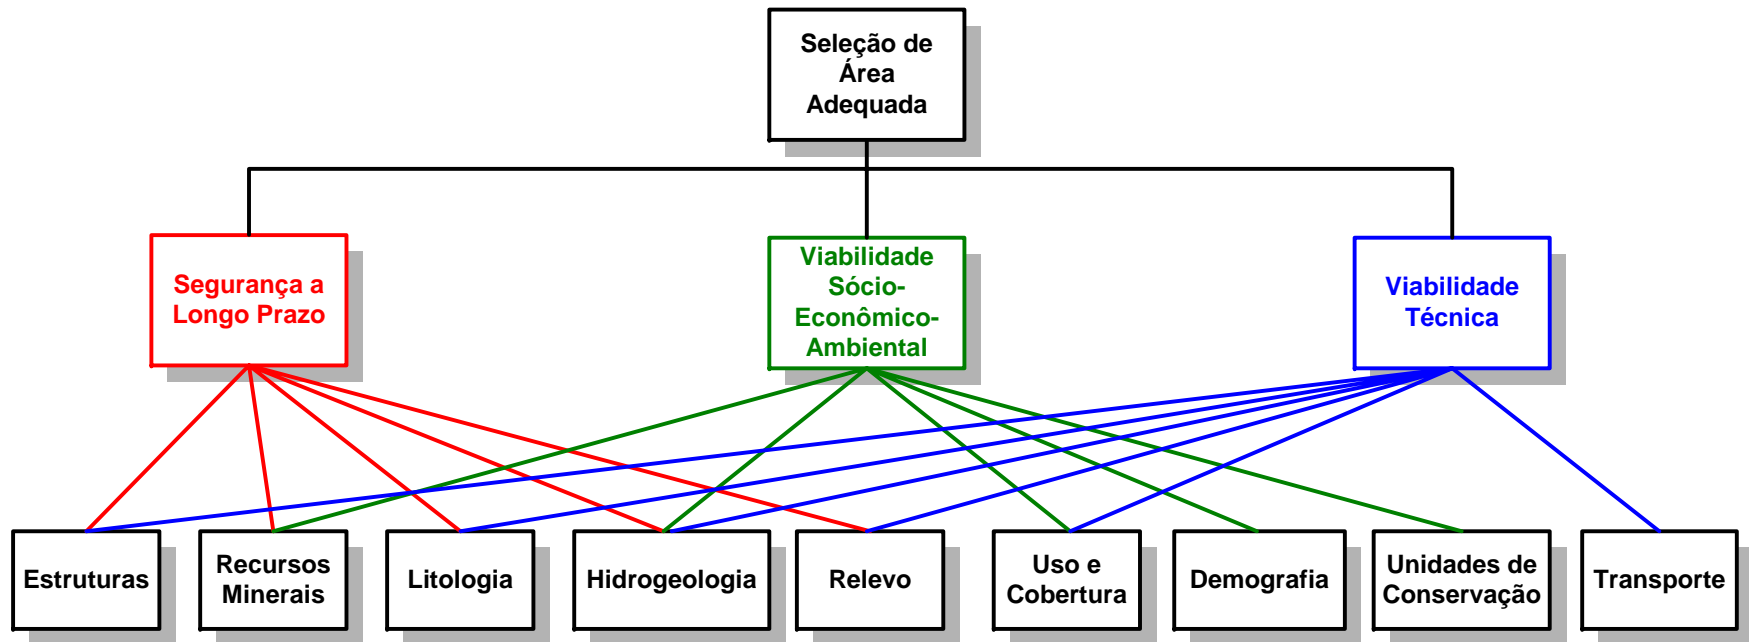 Seleção de
Área
Adequada
Segurança a
Longo Prazo
Viabilidade
Sócio-
Econômico-
Ambiental
Viabilidade
Técnica
Estruturas
Recursos
Minerais
Litologia
Hidrogeologia
Relevo
Uso e
Cobertura
Demografia
Unidades de
Conservação
Transporte